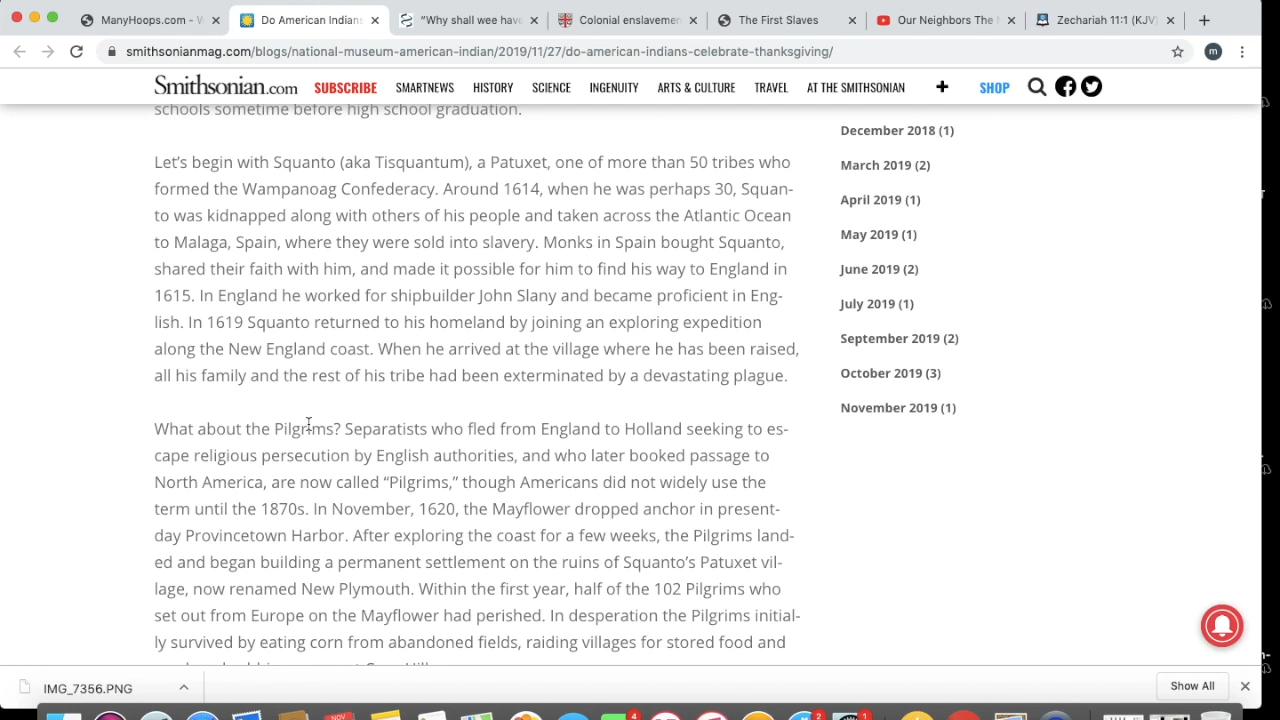 ManyHoops.com - W
Do American Indians
"Why shall wee have
Colonial enslavemen
The First Slaves
Our Neighbors The N
Zechariah 11:1 (KJV)
smithsonianmag.com/blogs/national-museum-american-indian/2019/11/27/do-american-indians-celebrate-thanksgiving/
m
Smithsonian.com
SUBSCRIBE
SMARTNEWS
HISTORY
SCIENCE
INGENUITY
ARTS & CULTURE
TRAVEL
AT THE SMITHSONIAN
SHOP
schools sometime before high school graduation.
Let's begin with Squanto (aka Tisquantum), a Patuxet, one of more than 50 tribes who
formed the Wampanoag Confederacy. Around 1614, when he was perhaps 30, Squan-
to was kidnapped along with others of his people and taken across the Atlantic Ocean
to Malaga, Spain, where they were sold into slavery. Monks in Spain bought Squanto,
shared their faith with him, and made it possible for him to find his way to England in
1615. In England he worked for shipbuilder John Slany and became proficient in Eng-
lish. In 1619 Squanto returned to his homeland by joining an exploring expedition
along the New England coast. When he arrived at the village where he has been raised,
all his family and the rest of his tribe had been exterminated by a devastating plague.
What about the Pilgrims? Separatists who fled from England to Holland seeking to es-
cape religious persecution by English authorities, and who later booked passage to
North America, are now called "Pilgrims," though Americans did not widely use the
term until the 1870s. In November, 1620, the Mayflower dropped anchor in present-
day Provincetown Harbor. After exploring the coast for a few weeks, the Pilgrims land-
ed and began building a permanent settlement on the ruins of Squanto's Patuxet vil-
lage, now renamed New Plymouth. Within the first year, half of the 102 Pilgrims who
set out from Europe on the Mayflower had perished. In desperation the Pilgrims initial-
ly survived by eating corn from abandoned fields, raiding villages for stored food and
December 2018 (1)
March 2019 (2)
April 2019 (1)
May 2019 (1)
June 2019 (2)
July 2019 (1)
September 2019 (2)
October 2019 (3)
November 2019 (1)
IMG_7356.PNG
Show All
NOV
4
2
1